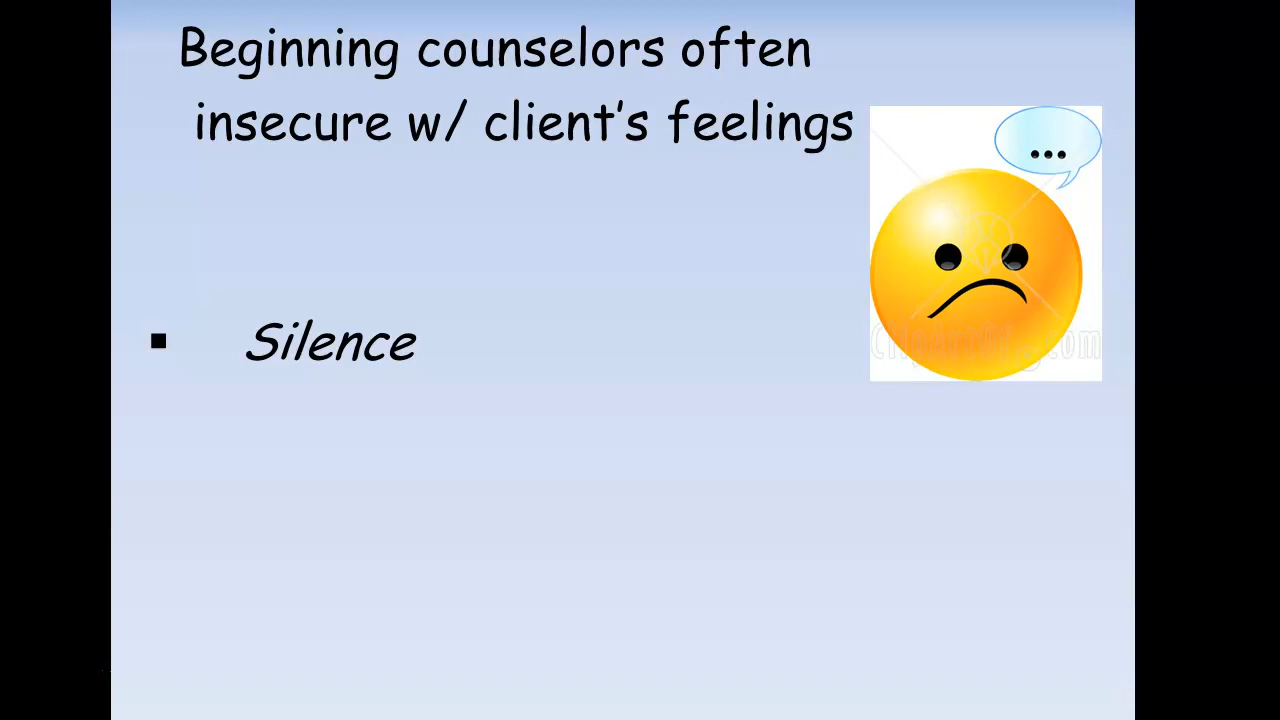 Beginning counselors often
insecure w/ client's feelings
...
▪ Silence